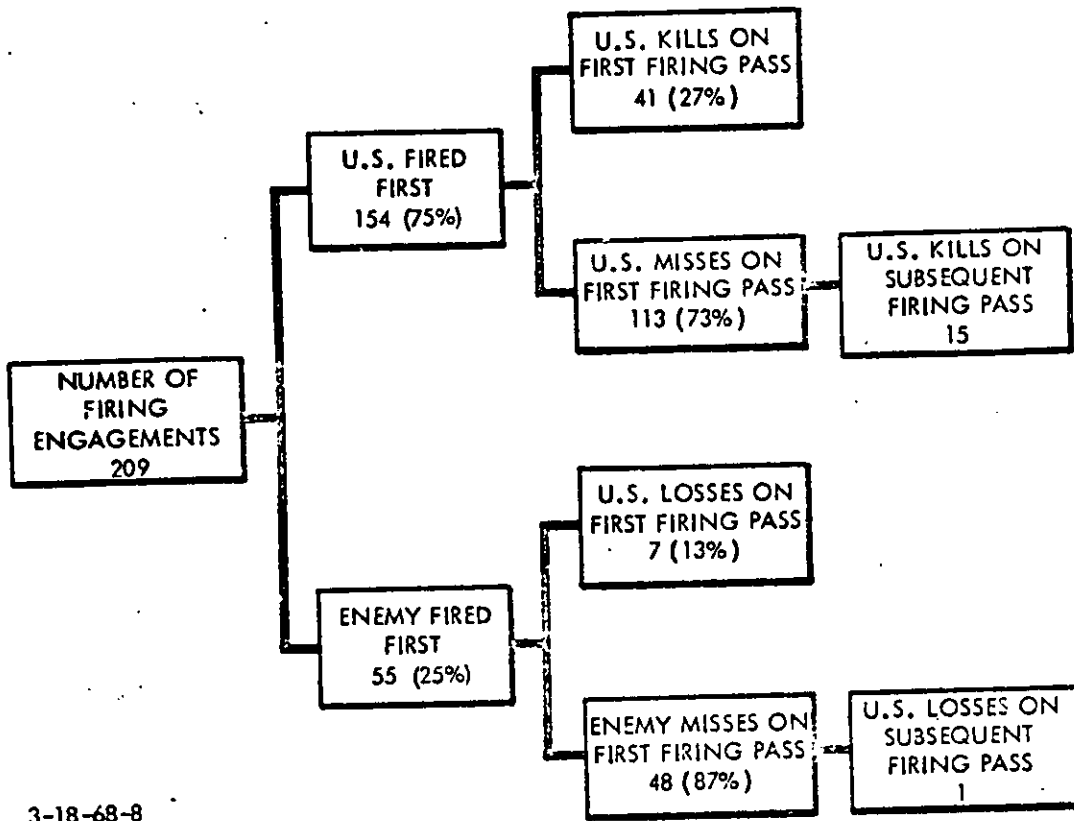 U.S. KILLS ON
FIRST FIRING PASS
41 (27%)
U.S. FIRED
FIRST
154 (75%)
U.S. MISSES ON
FIRST FIRING PASS
113 (73%)
U.S. KILLS ON
SUBSEQUENT
FIRING PASS
15
NUMBER OF
FIRING
ENGAGEMENTS
209
U.S. LOSSES ON
FIRST FIRING PASS
7 (13%)
ENEMY FIRED
FIRST
55 (25%)
ENEMY MISSES ON
FIRST FIRING PASS
48 (87%)
U.S. LOSSES ON
SUBSEQUENT
FIRING PASS
1
3-18-68-8